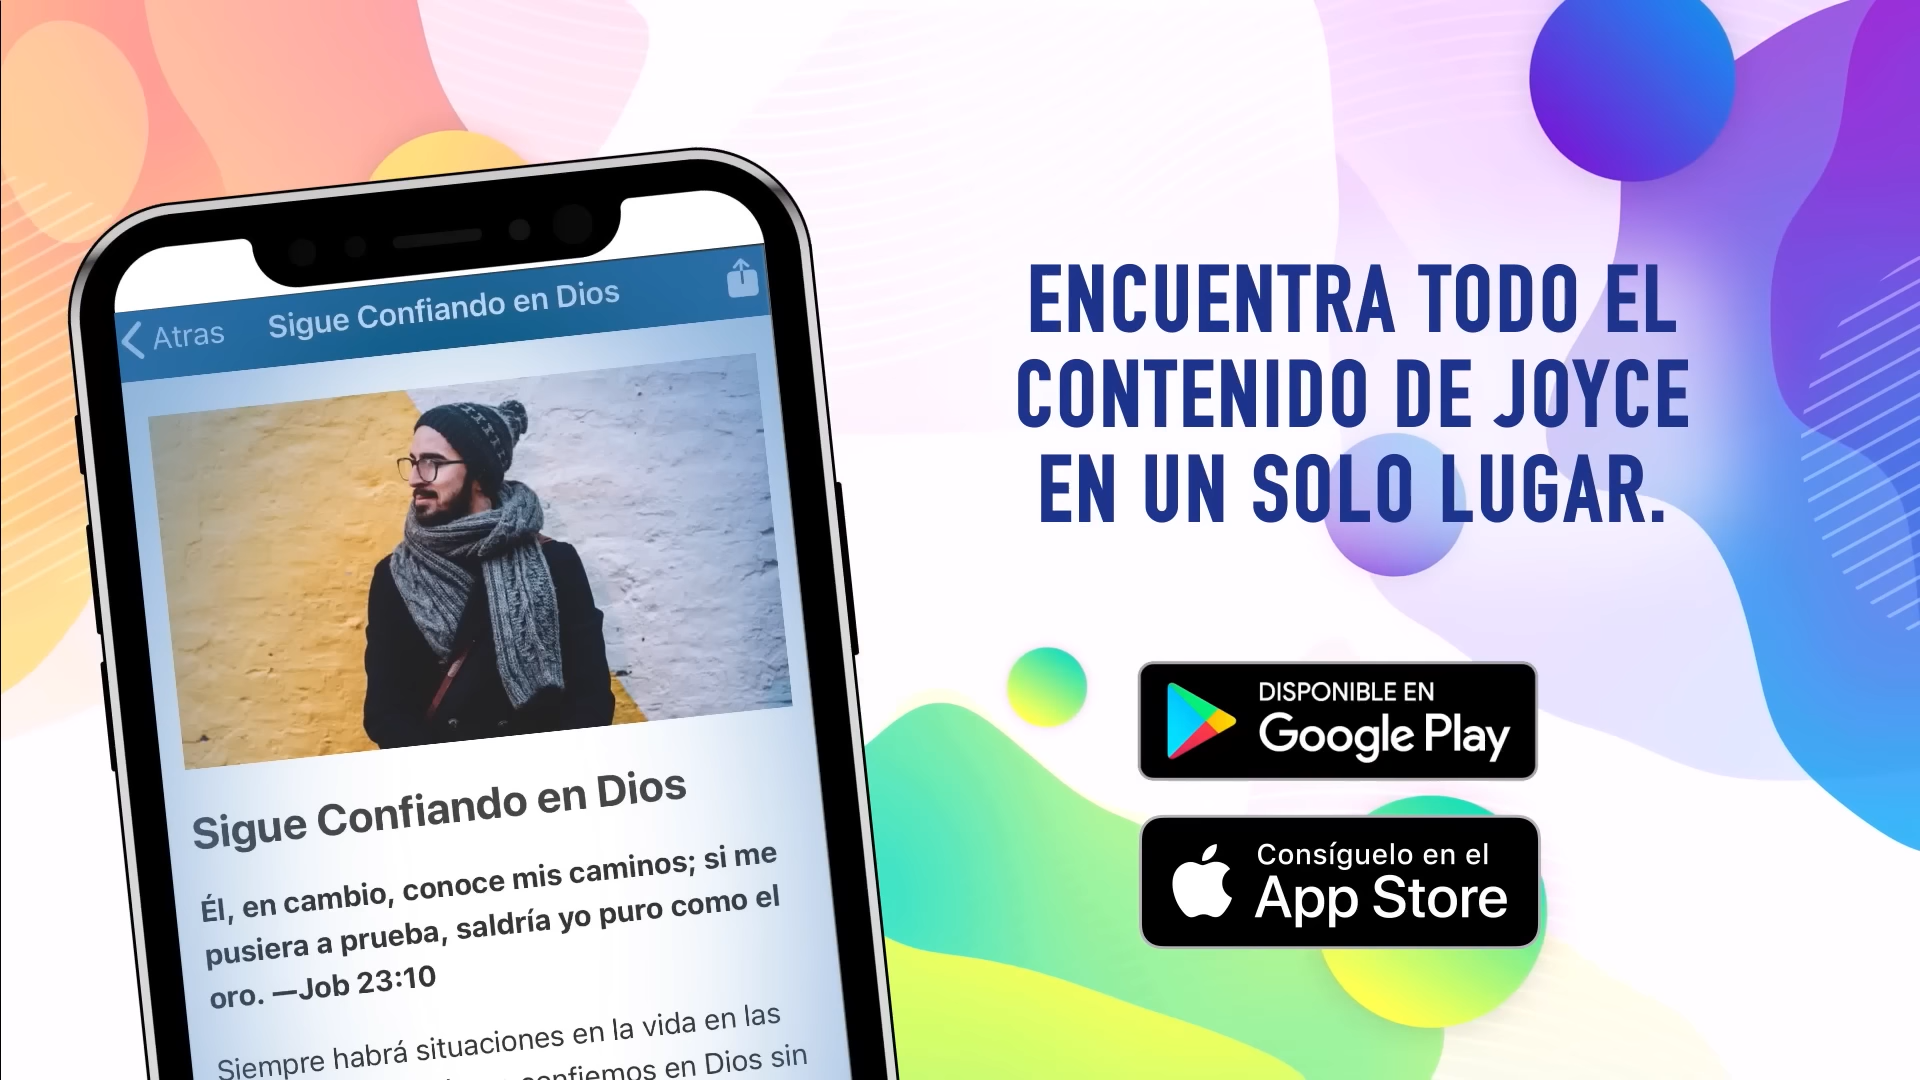 Atras
Sigue Confiando en Dios
Sigue Confiando en Dios
Él, en cambio, conoce mis caminos; si me
pusiera a prueba, saldría yo puro como el
oro. —Job 23:10
Siempre habrá situaciones en la vida en las
confiemos en Dios sin
ENCUENTRA TODO EL
CONTENIDO DE JOYCE
EN UN SOLO LUGAR.
DISPONIBLE EN
Google Play
Consíguelo en el
App Store